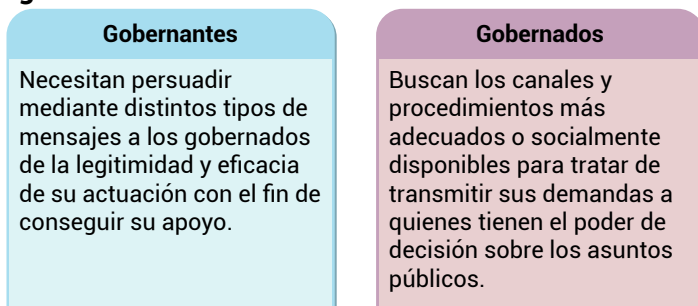 Gobernantes
Necesitan persuadir
mediante distintos tipos de
mensajes a los gobernados
de la legitimidad y eficacia
de su actuación con el fin de
conseguir su apoyo.
Gobernados
Buscan los canales y
procedimientos más
adecuados o socialmente
disponibles para tratar de
transmitir sus demandas a
quienes tienen el poder de
decisión sobre los asuntos
públicos.